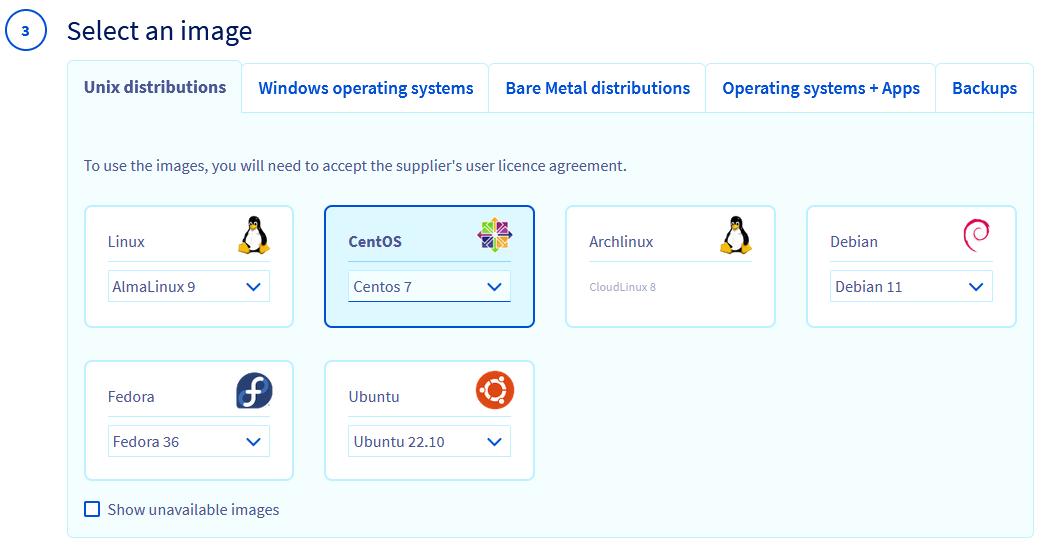 3 Select an image
Unix distributions Windows operating systems Bare Metal distributions Operating systems + Apps Backups
To use the images, you will need to accept the supplier's user licence agreement.
Linux CentOS Archlinux Debian
AlmaLinux 9 Centos 7 CloudLinux 8 Debian 11
Fedora Ubuntu
Fedora 36 Ubuntu 22.10
Show unavailable images